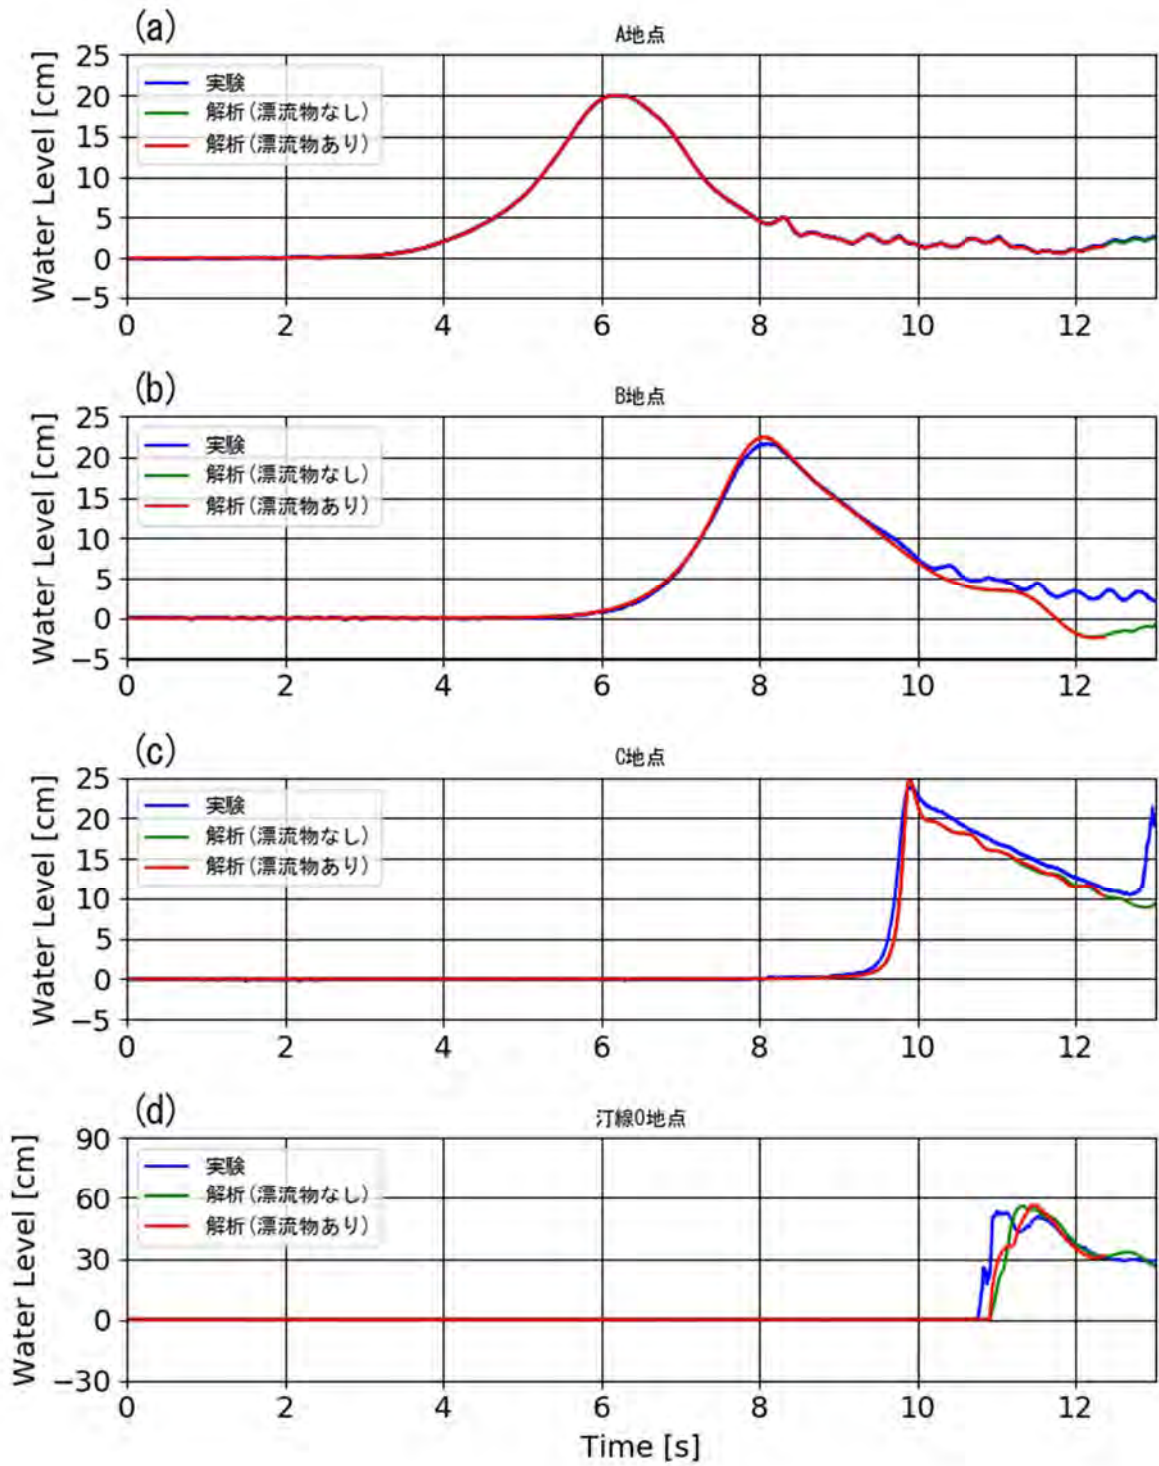 (a)
A地点
Water Level [cm]
25
20
15
10
5
0
−5
実験
解析(漂流物なし)
解析(漂流物あり)
0 2 4 6 8 10 12
(b)
B地点
Water Level [cm]
25
20
15
10
5
0
−5
実験
解析(漂流物なし)
解析(漂流物あり)
0 2 4 6 8 10 12
(c)
C地点
Water Level [cm]
25
20
15
10
5
0
−5
実験
解析(漂流物なし)
解析(漂流物あり)
0 2 4 6 8 10 12
(d)
汀線0地点
Water Level [cm]
90
60
30
0
−30
実験
解析(漂流物なし)
解析(漂流物あり)
0 2 4 6 8 10 12
Time [s]